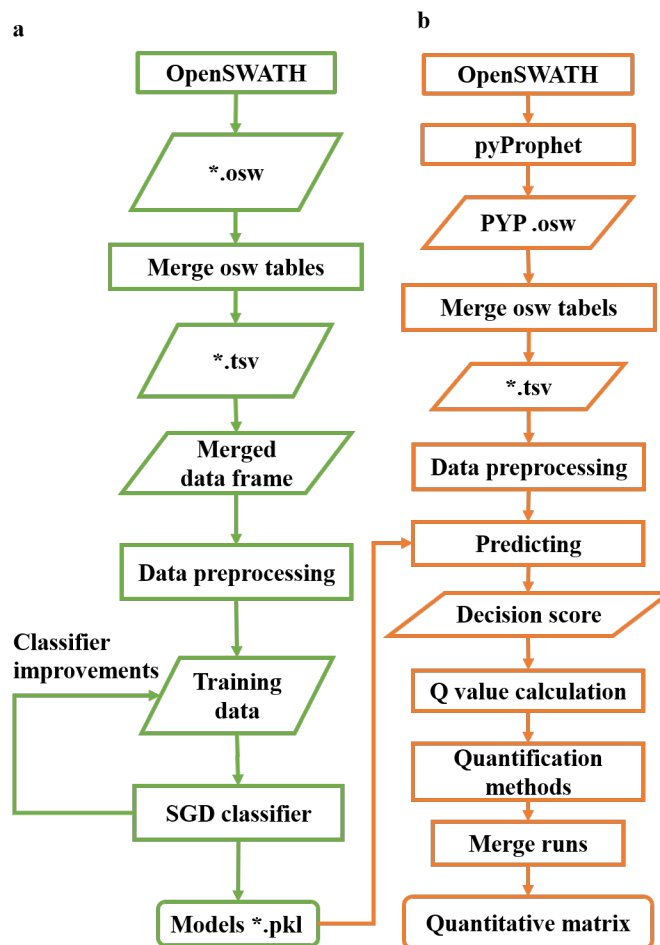 a
OpenSWATH
*.osw
Merge osw tables
*.tsv
Merged
data frame
Data preprocessing
Classifier
improvements
Training
data
SGD classifier
Models *.pkl
b
OpenSWATH
pyProphet
PYP .osw
Merge osw tabels
*.tsv
Data preprocessing
Predicting
Decision score
Q value calculation
Quantification
methods
Merge runs
Quantitative matrix